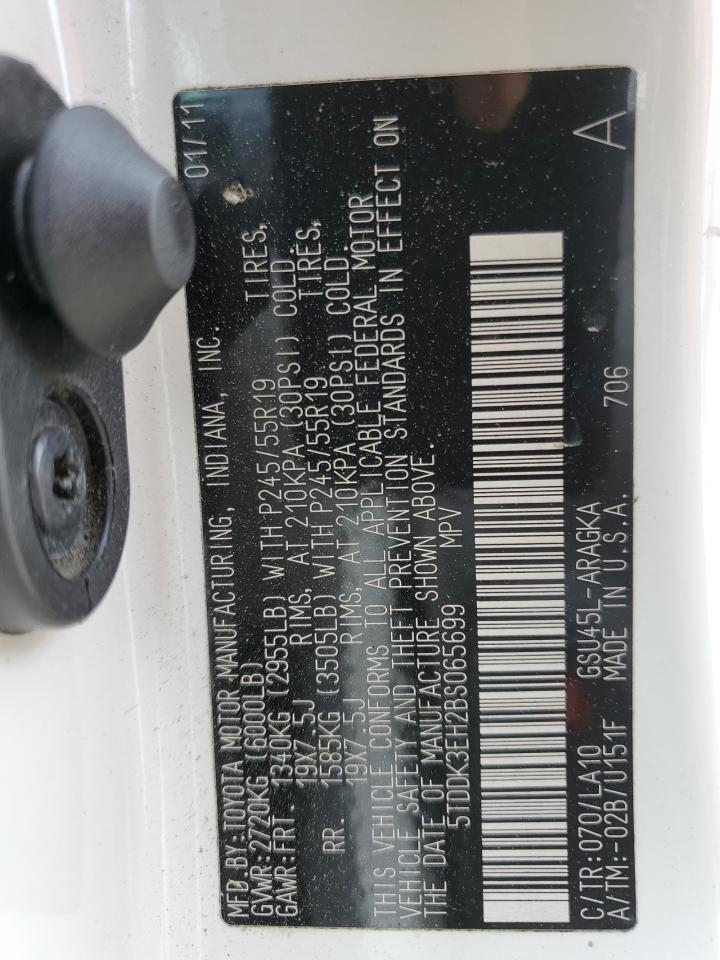 MFD.BY:TOYOTA MOTOR MANUFACTURING, INDIANA, INC. 01/11
GVWR:2720KG (6000LB)
GAWR:FRT 1340KG (2955LB) WITH P245/55R19 TIRES,
19X7.5J RIMS, AT 210KPA (30PSI) COLD.
RR. 1585KG (3505LB) WITH P245/55R19 TIRES,
19X7.5J RIMS, AT 210KPA (30PSI) COLD.
THIS VEHICLE CONFORMS TO ALL APPLICABLE FEDERAL MOTOR
VEHICLE SAFETY AND THEFT PREVENTION STANDARDS IN EFFECT ON
THE DATE OF MANUFACTURE SHOWN ABOVE.
5TDDK3EH2BS065699 MPV
C/TR:070/LA10 GSU45L-ARAGKA 706 A
A/TM:-02B/U151F MADE IN U.S.A.